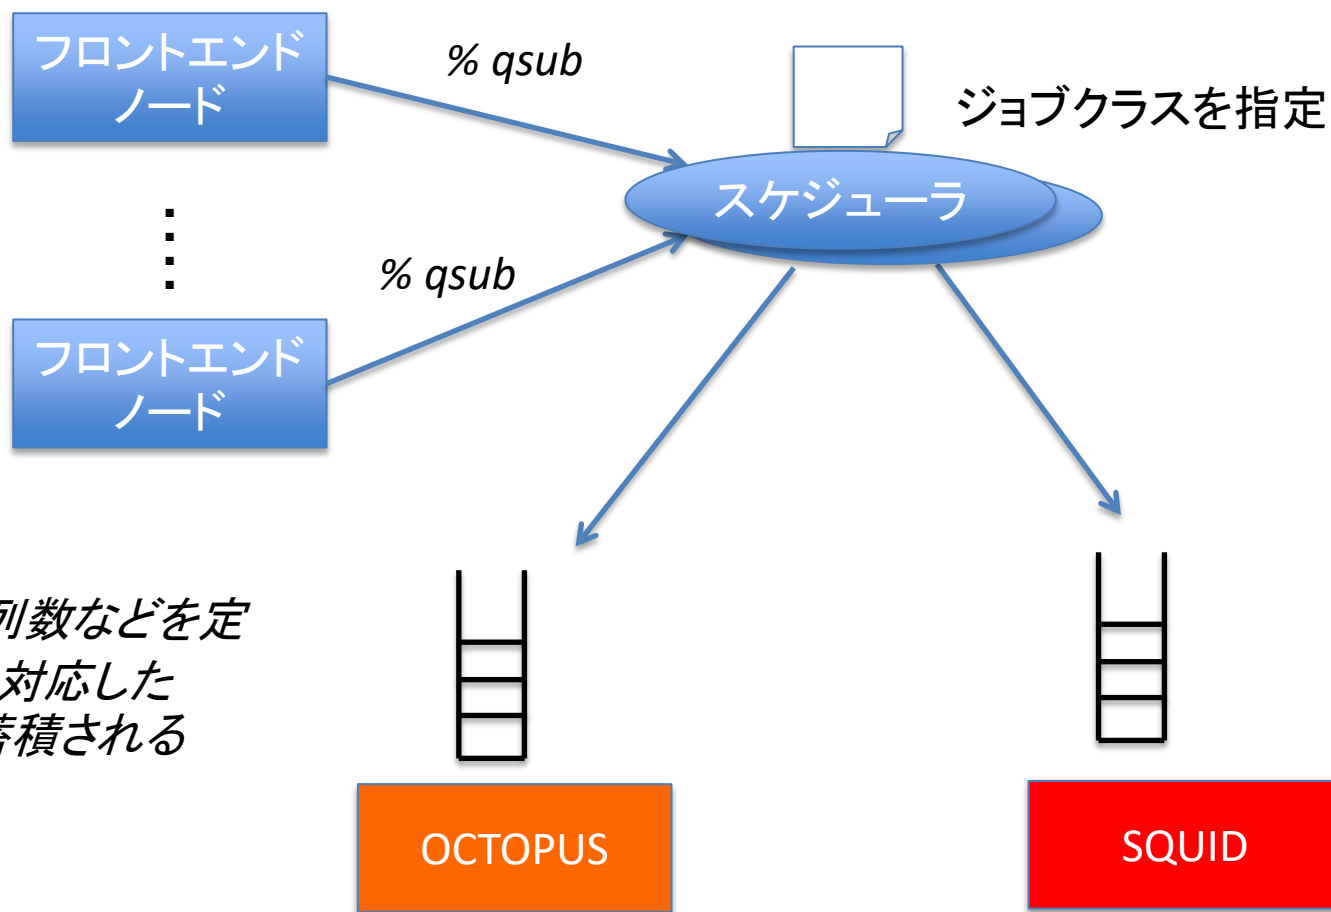 フロントエンド
ノード
% qsub
ジョブクラスを指定
スケジューラ
% qsub
フロントエンド
ノード
列数などを定
対応した
蓄積される
OCTOPUS
SQUID